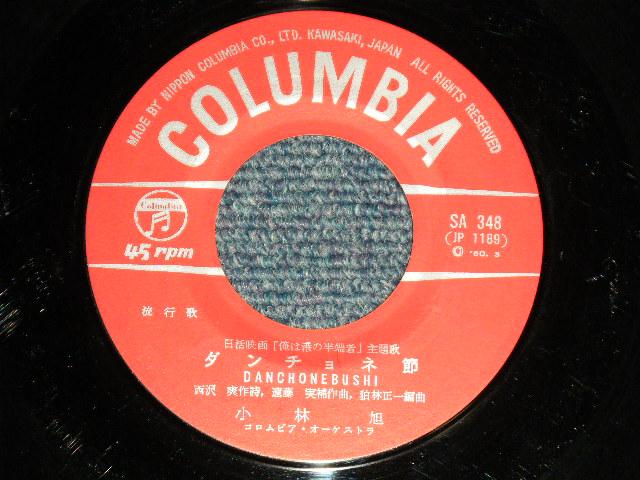 MADE BY NIPPON COLUMBIA CO., LTD. KAWASAKI, JAPAN ALL RIGHTS RESERVED
COLUMBIA
Columbia
45 rpm
SA 348
(JP 1189)
'60. 3
流行歌
日活映画「俺は港の半端者」主題歌
ダンチョネ節
DANCHONEBUSHI
西沢 爽作詩, 遠藤 実補作曲, 狛林正一編曲
小林 旭
コロムビア・オーケストラ